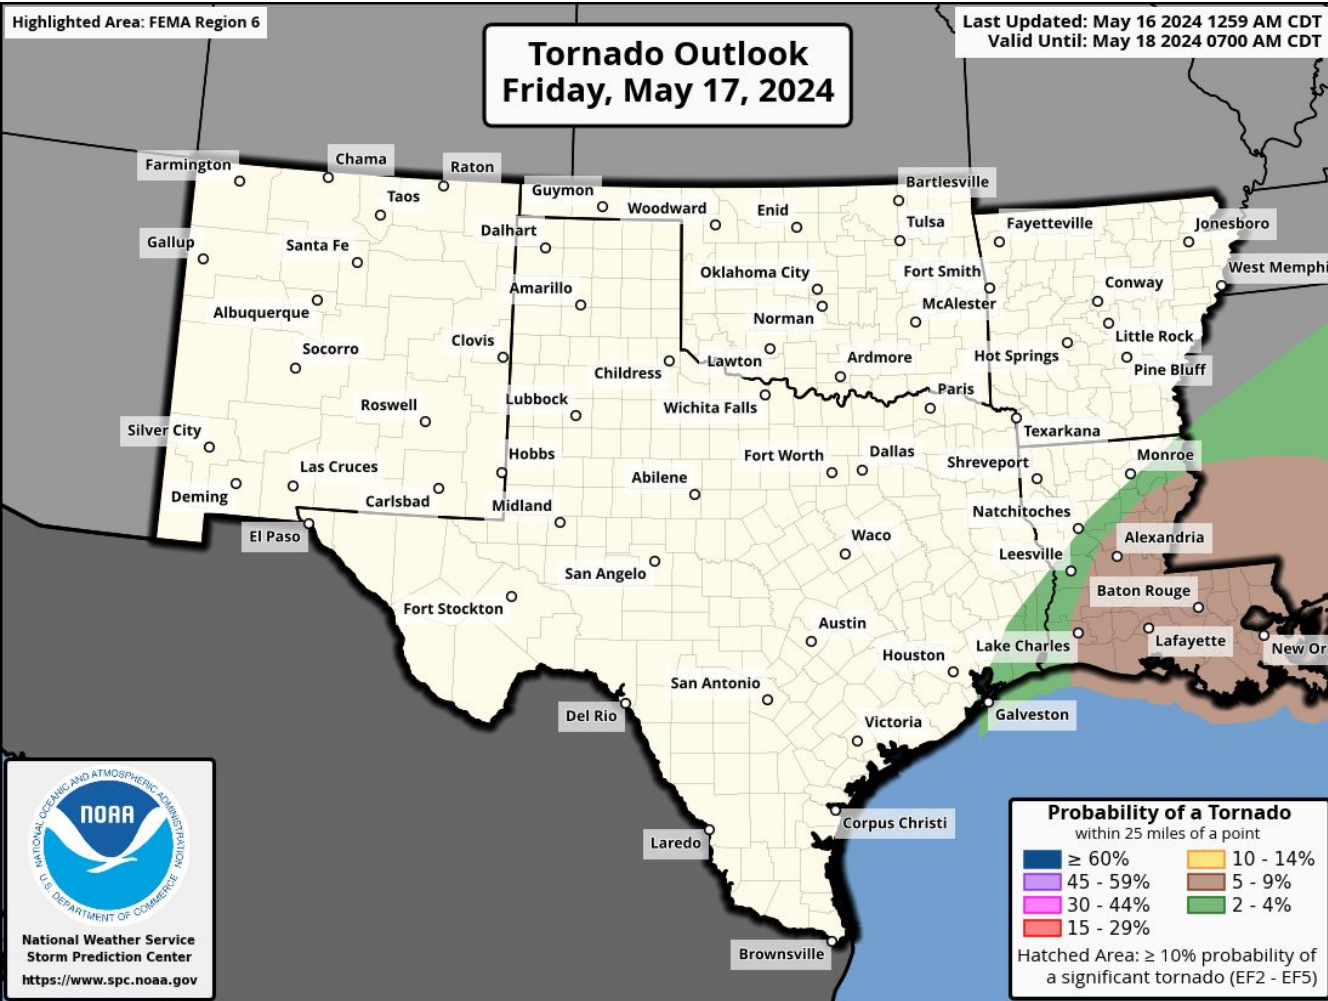 Highlighted Area: FEMA Region 6
Last Updated: May 16 2024 1259 AM CDT
Valid Until: May 18 2024 0700 AM CDT
Tornado Outlook
Friday, May 17, 2024
Farmington
Chama
Raton
Taos
Guymon
Woodward
Enid
Bartlesville
Tulsa
Fayetteville
Jonesboro
Gallup
Santa Fe
Dalhart
Oklahoma City
Fort Smith
West Memphi
Conway
Amarillo
McAlester
Albuquerque
Norman
Little Rock
Socorro
Clovis
Childress
Lawton
Ardmore
Hot Springs
Pine Bluff
Roswell
Lubbock
Wichita Falls
Paris
Silver City
Texarkana
Las Cruces
Hobbs
Abilene
Fort Worth
Dallas
Shreveport
Monroe
Deming
Carlsbad
Midland
Natchitoches
El Paso
Waco
Leesville
Alexandria
San Angelo
Baton Rouge
Fort Stockton
Austin
Lake Charles
Lafayette
New Or
Houston
San Antonio
Del Rio
Victoria
Galveston
Corpus Christi
Laredo
Brownsville
NATIONAL OCEANIC AND ATMOSPHERIC ADMINISTRATION
NOAA
U.S. DEPARTMENT OF COMMERCE
National Weather Service
Storm Prediction Center
https://www.spc.noaa.gov
Probability of a Tornado
within 25 miles of a point
≥ 60%
10 - 14%
45 - 59%
5 - 9%
30 - 44%
2 - 4%
15 - 29%
Hatched Area: ≥ 10% probability of
a significant tornado (EF2 - EF5)